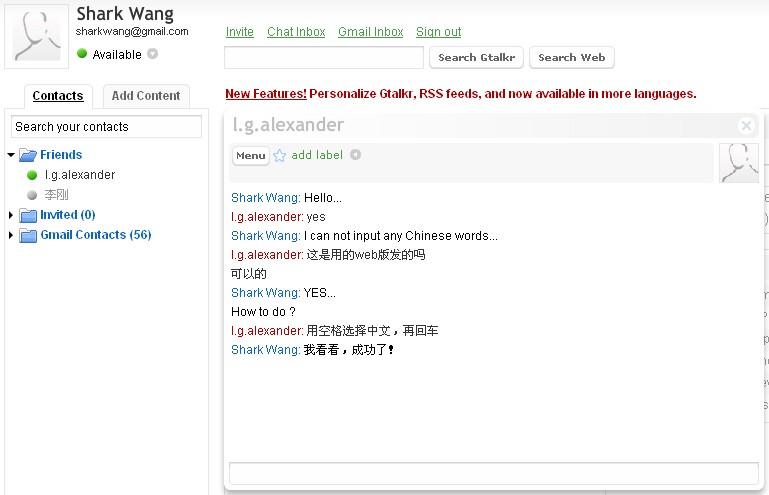 Shark Wang
sharkwang@gmail.com
Available
Invite Chat Inbox Gmail Inbox Sign out
Search Gtalkr Search Web
Contacts Add Content
New Features! Personalize Gtalkr, RSS feeds, and now available in more languages.
Search your contacts
Friends
l.g.alexander
李刚
Invited (0)
Gmail Contacts (56)
l.g.alexander
Menu add label
Shark Wang: Hello...
l.g.alexander: yes
Shark Wang: I can not input any Chinese words...
l.g.alexander: 这是用的web版发的吗
可以的
Shark Wang: YES...
How to do ?
l.g.alexander: 用空格选择中文，再回车
Shark Wang: 我看看，成功了！